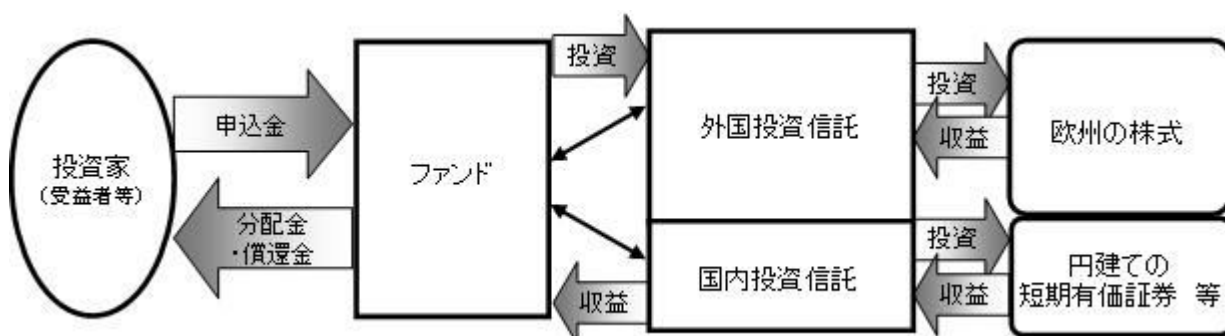 投資家
(受益者等)
申込金
分配金
・償還金
ファンド
投資
収益
外国投資信託
国内投資信託
投資
収益
欧州の株式
投資
収益
円建ての
短期有価証券 等